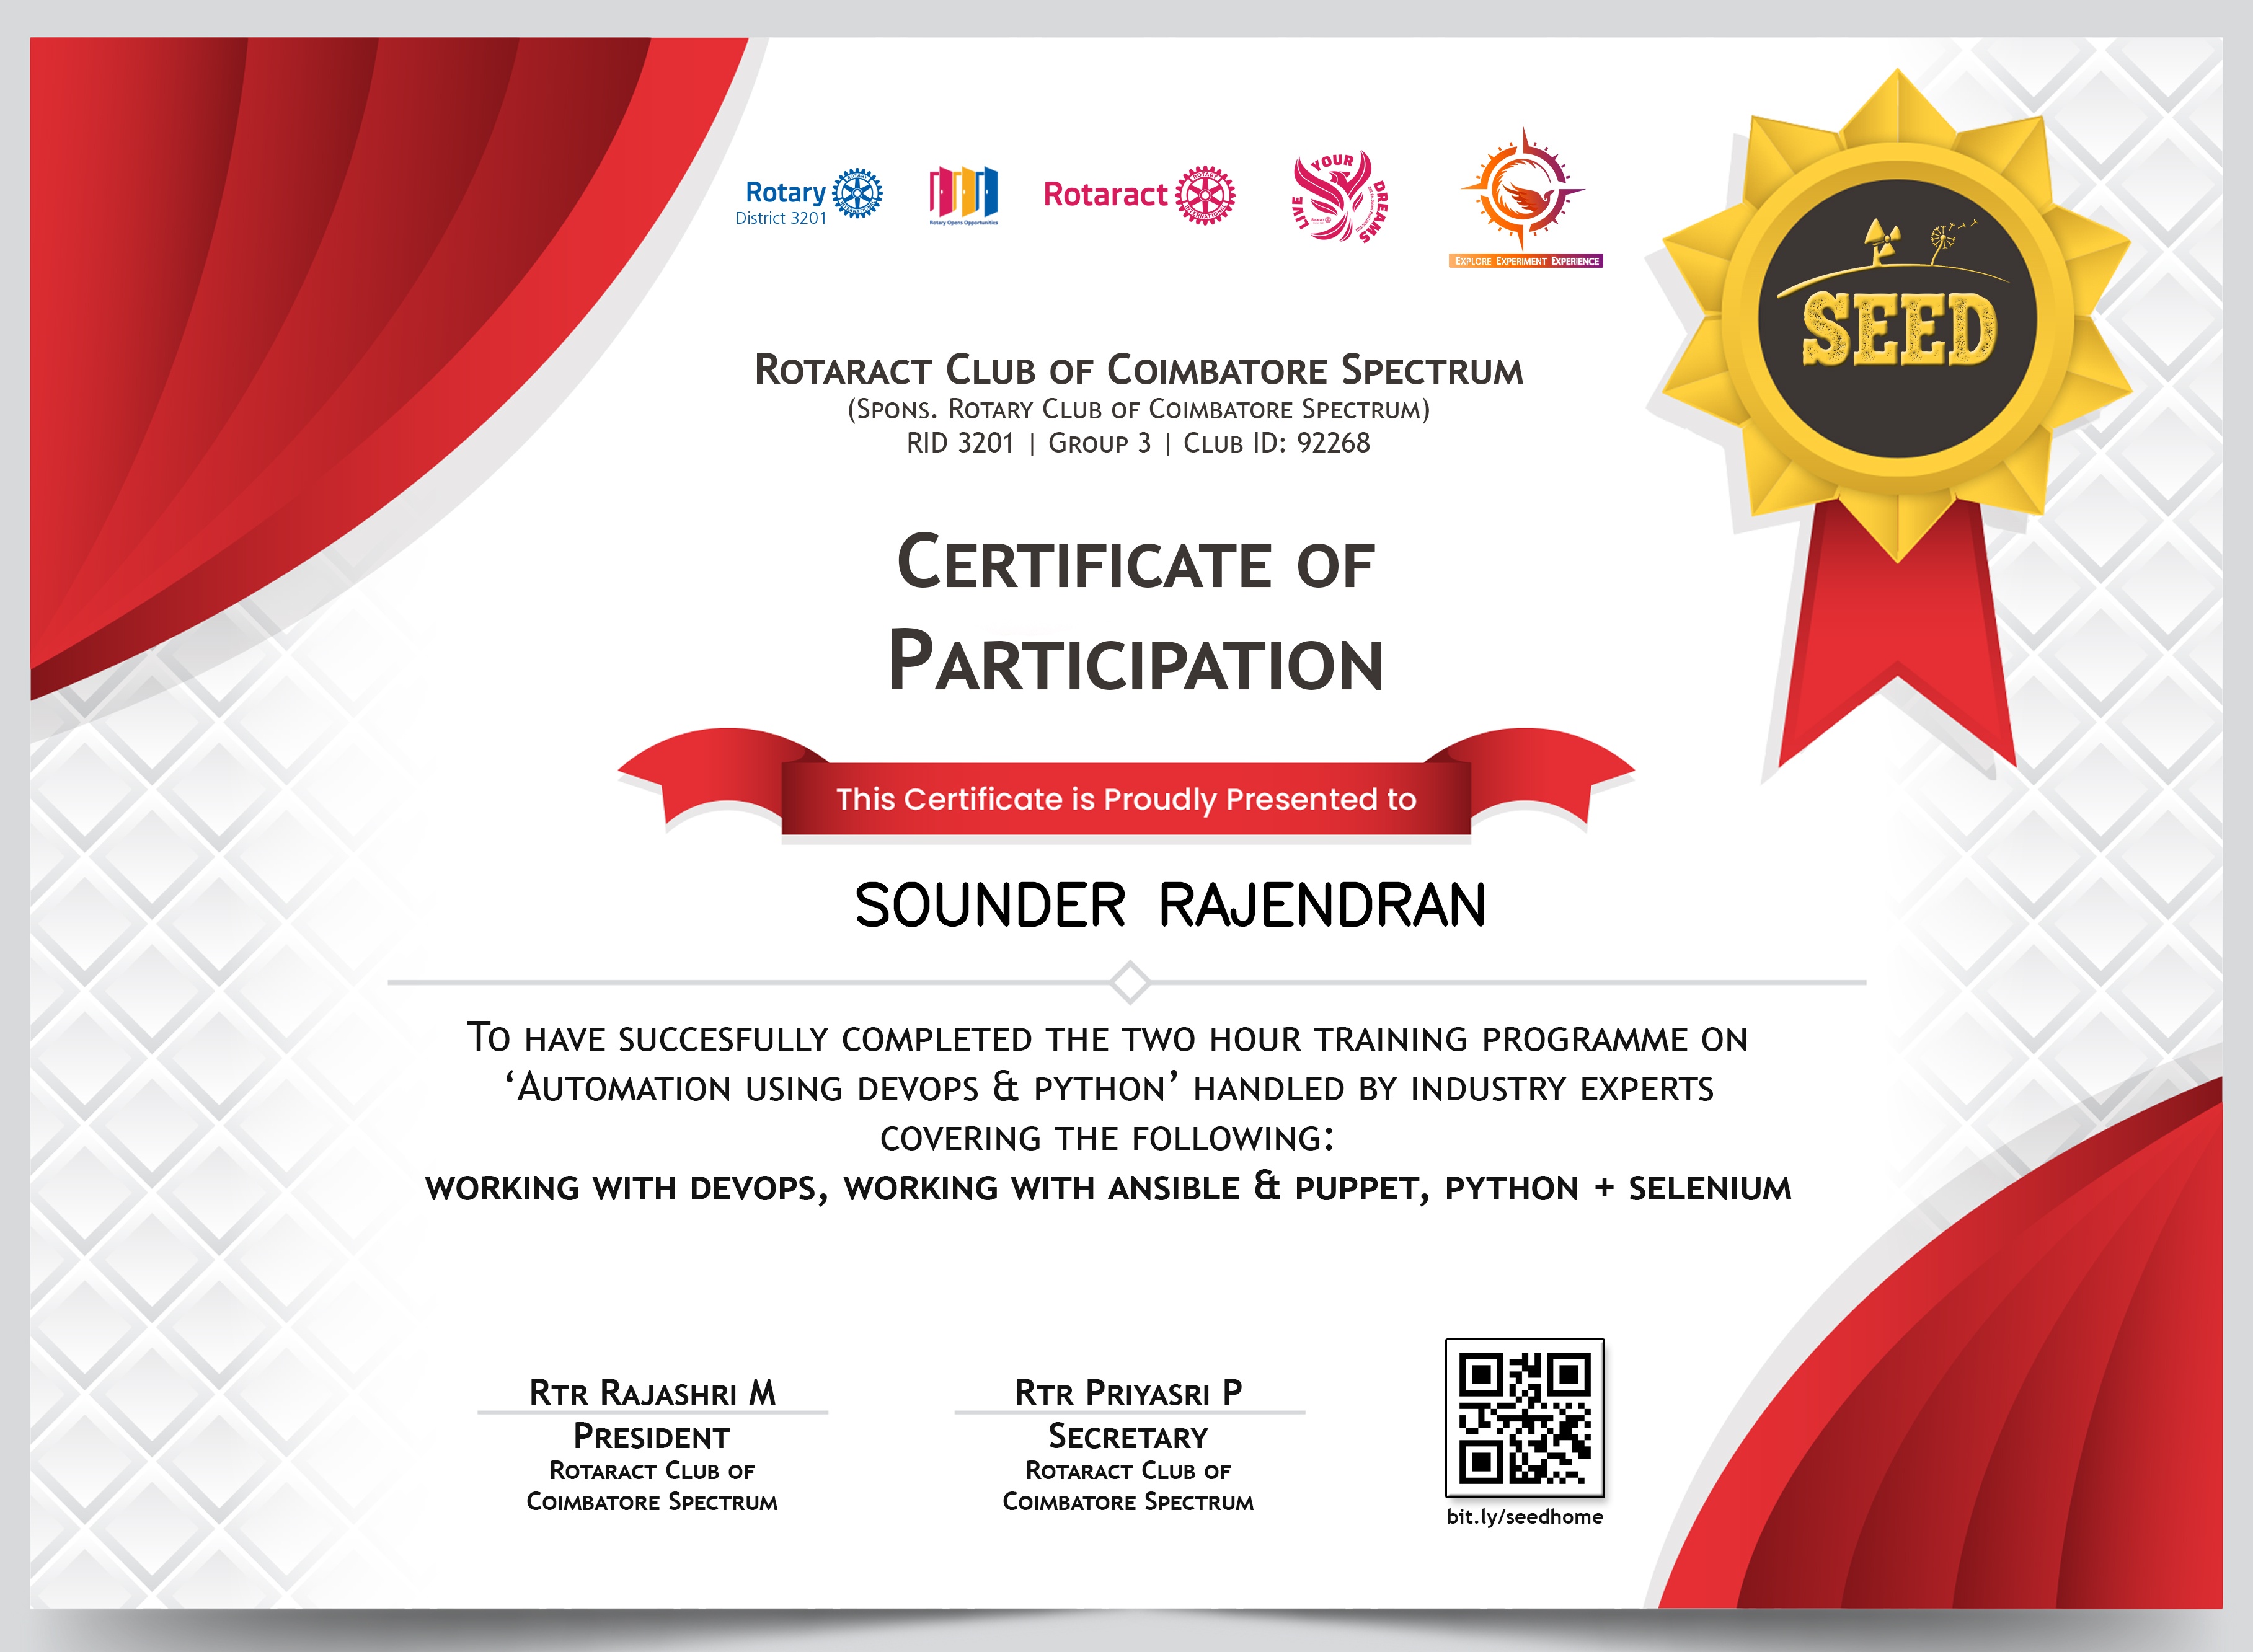 Rotary
District 3201
Rotary Opens Opportunities
Rotaract
LIVE YOUR DREAMS
Explore Experiment Experience
SEED
Rotaract Club of Coimbatore Spectrum
(Spons. Rotary Club of Coimbatore Spectrum)
RID 3201 | Group 3 | Club ID: 92268
Certificate of
Participation
This Certificate is Proudly Presented to
SOUNDER RAJENDRAN
To have succesfully completed the two hour training programme on
‘Automation using devops & python’ handled by industry experts
covering the following:
working with devops, working with ansible & puppet, python + selenium
Rtr Rajashri M
President
Rotaract Club of
Coimbatore Spectrum
Rtr Priyasri P
Secretary
Rotaract Club of
Coimbatore Spectrum
bit.ly/seedhome